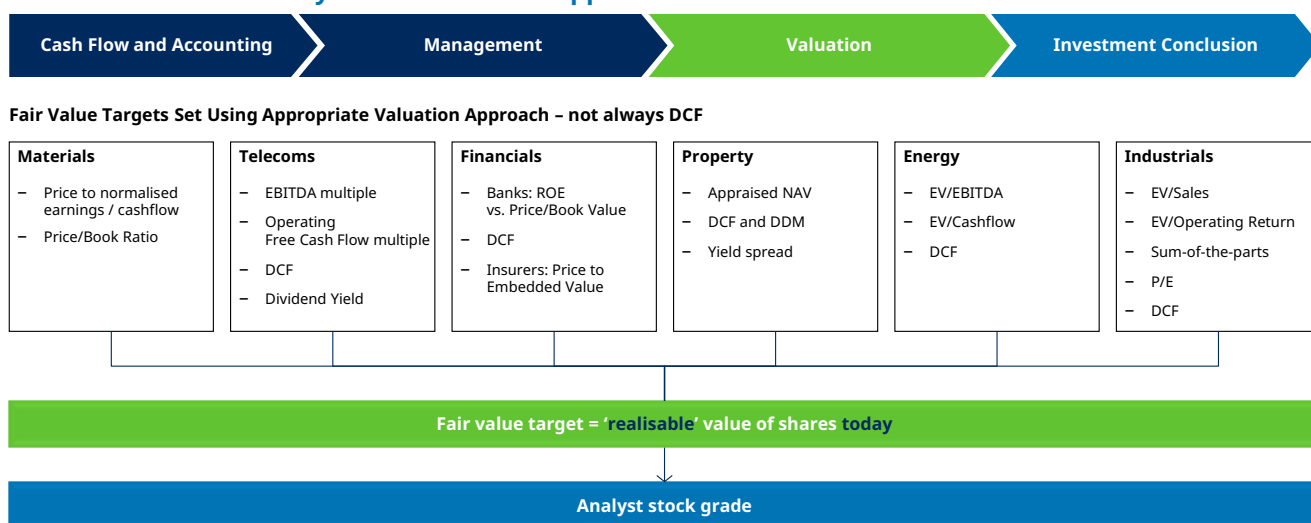 Cash Flow and Accounting
Management
Valuation
Investment Conclusion
Fair Value Targets Set Using Appropriate Valuation Approach – not always DCF
Materials
– Price to normalised
earnings / cashflow
– Price/Book Ratio
Telecoms
– EBITDA multiple
– Operating
Free Cash Flow multiple
– DCF
– Dividend Yield
Financials
– Banks: ROE
vs. Price/Book Value
– DCF
– Insurers: Price to
Embedded Value
Property
– Appraised NAV
– DCF and DDM
– Yield spread
Energy
– EV/EBITDA
– EV/Cashflow
– DCF
Industrials
– EV/Sales
– EV/Operating Return
– Sum-of-the-parts
– P/E
– DCF
Fair value target = ‘realisable’ value of shares today
Analyst stock grade